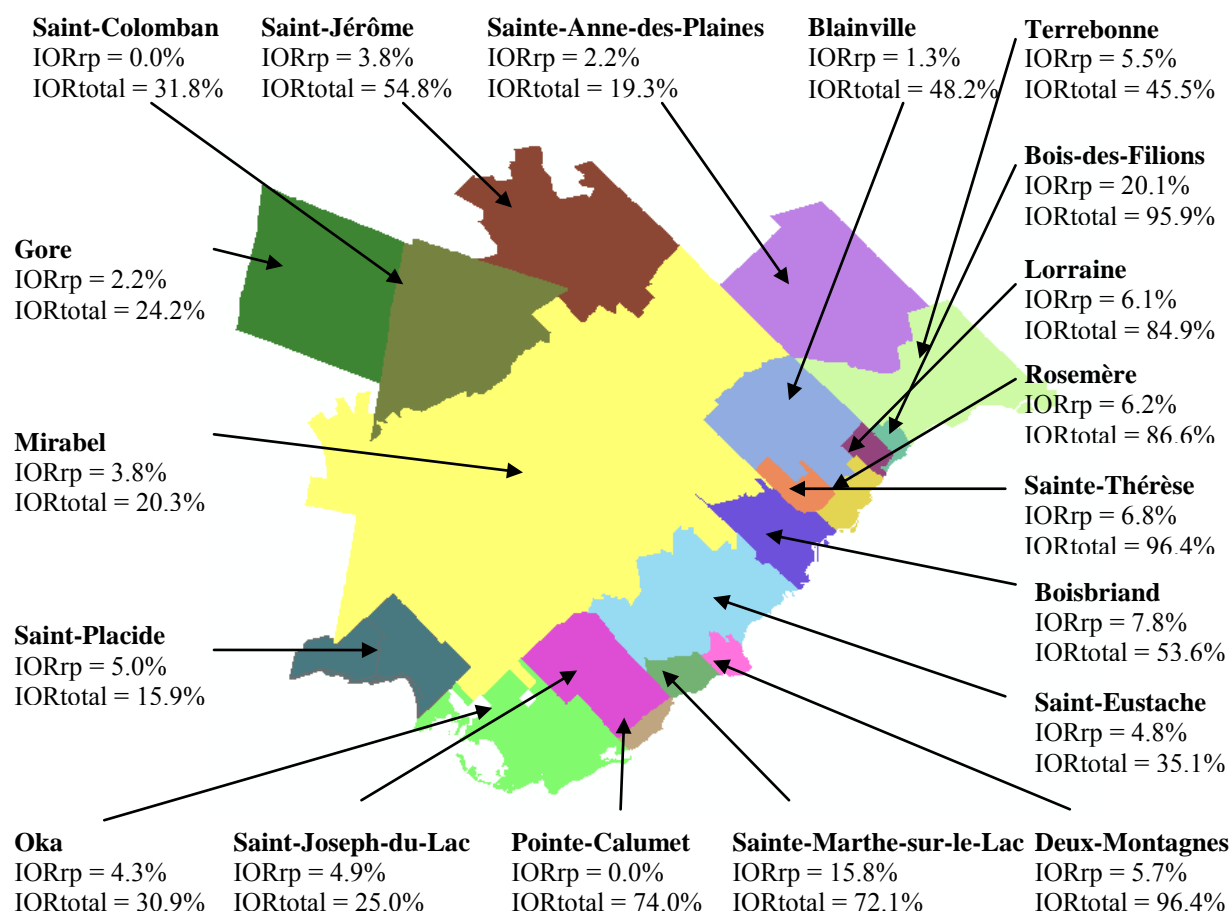 Saint-Colomban
IORrp = 0.0%
IORtotal = 31.8%
Saint-Jérôme
IORrp = 3.8%
IORtotal = 54.8%
Sainte-Anne-des-Plaines
IORrp = 2.2%
IORtotal = 19.3%
Blainville
IORrp = 1.3%
IORtotal = 48.2%
Terrebonne
IORrp = 5.5%
IORtotal = 45.5%
Bois-des-Filions
IORrp = 20.1%
IORtotal = 95.9%
Gore
IORrp = 2.2%
IORtotal = 24.2%
Lorraine
IORrp = 6.1%
IORtotal = 84.9%
Rosemère
IORrp = 6.2%
IORtotal = 86.6%
Mirabel
IORrp = 3.8%
IORtotal = 20.3%
Sainte-Thérèse
IORrp = 6.8%
IORtotal = 96.4%
Boisbriand
IORrp = 7.8%
IORtotal = 53.6%
Saint-Placide
IORrp = 5.0%
IORtotal = 15.9%
Saint-Eustache
IORrp = 4.8%
IORtotal = 35.1%
Oka
IORrp = 4.3%
IORtotal = 30.9%
Saint-Joseph-du-Lac
IORrp = 4.9%
IORtotal = 25.0%
Pointe-Calumet
IORrp = 0.0%
IORtotal = 74.0%
Sainte-Marthe-sur-le-Lac
IORrp = 15.8%
IORtotal = 72.1%
Deux-Montagnes
IORrp = 5.7%
IORtotal = 96.4%